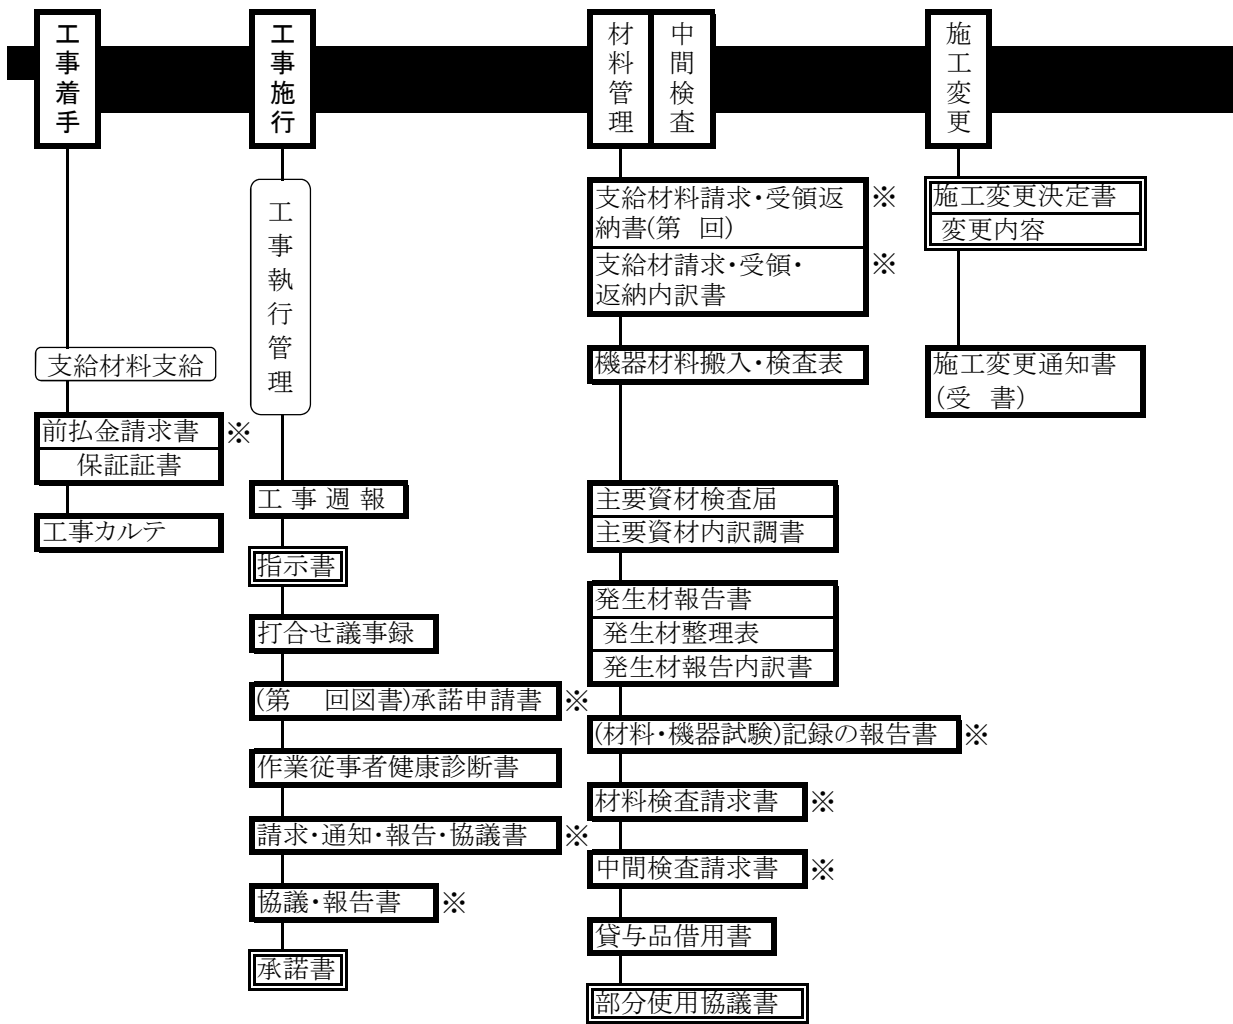 工事着手
支給材料支給
前払金請求書 ※
保証証書
工事カルテ
工事施行
工事執行管理
工 事 週 報
指示書
打合せ議事録
(第　回図書)承諾申請書 ※
作業従事者健康診断書
請求・通知・報告・協議書 ※
協議・報告書 ※
承諾書
材料管理
中間検査
支給材料請求・受領返 ※
納書(第　回)
支給材請求・受領・ ※
返納内訳書
機器材料搬入・検査表
主要資材検査届
主要資材内訳調書
発生材報告書
発生材整理表
発生材報告内訳書
(材料・機器試験)記録の報告書 ※
材料検査請求書 ※
中間検査請求書 ※
貸与品借用書
部分使用協議書
施工変更
施工変更決定書
変更内容
施工変更通知書
(受　書)